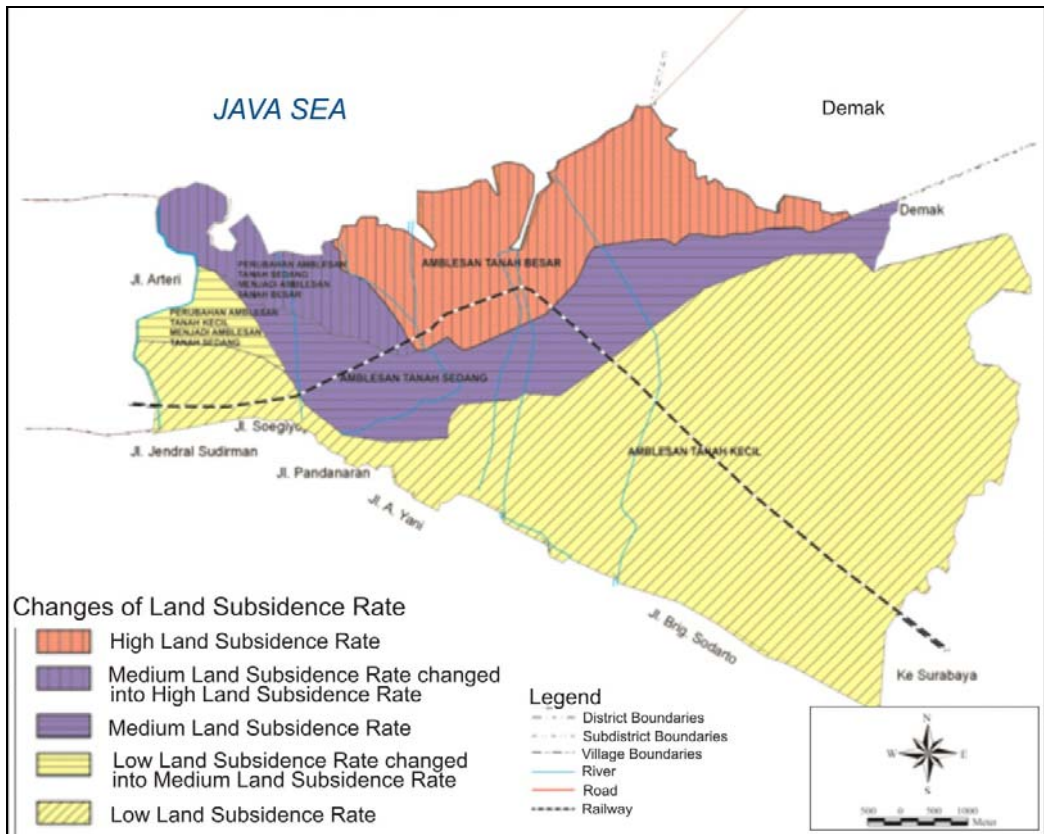 JAVA SEA
Demak
Demak
Jl. Arteri
PERUBAHAN AMBLESAN
TANAH SEDANG
MENJADI AMBLESAN
TANAH BESAR
AMBLESAN TANAH BESAR
PERUBAHAN AMBLESAN
TANAH KECIL
MENJADI AMBLESAN
TANAH SEDANG
AMBLESAN TANAH SEDANG
Jl. Jendral Sudirman
Jl. Pandanaran
Jl. A. Yani
AMBLESAN TANAH KECIL
Jl. Brig. Sodarto
Ke Surabaya
Changes of Land Subsidence Rate
High Land Subsidence Rate
Medium Land Subsidence Rate changed
into High Land Subsidence Rate
Medium Land Subsidence Rate
Low Land Subsidence Rate changed
into Medium Land Subsidence Rate
Low Land Subsidence Rate
Legend
District Boundaries
Subdistrict Boundaries
Village Boundaries
River
Road
Railway
N
W
E
S
500 0 500 1000
Meter